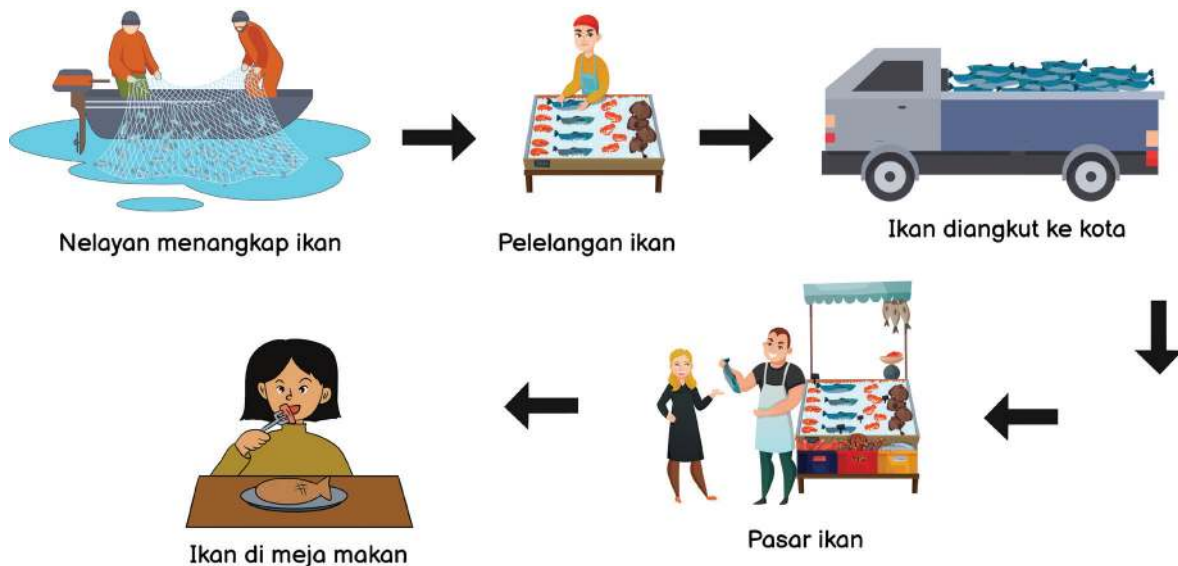 Nelayan menangkap ikan
Pelelangan ikan
Ikan diangkut ke kota
Pasar ikan
Ikan di meja makan